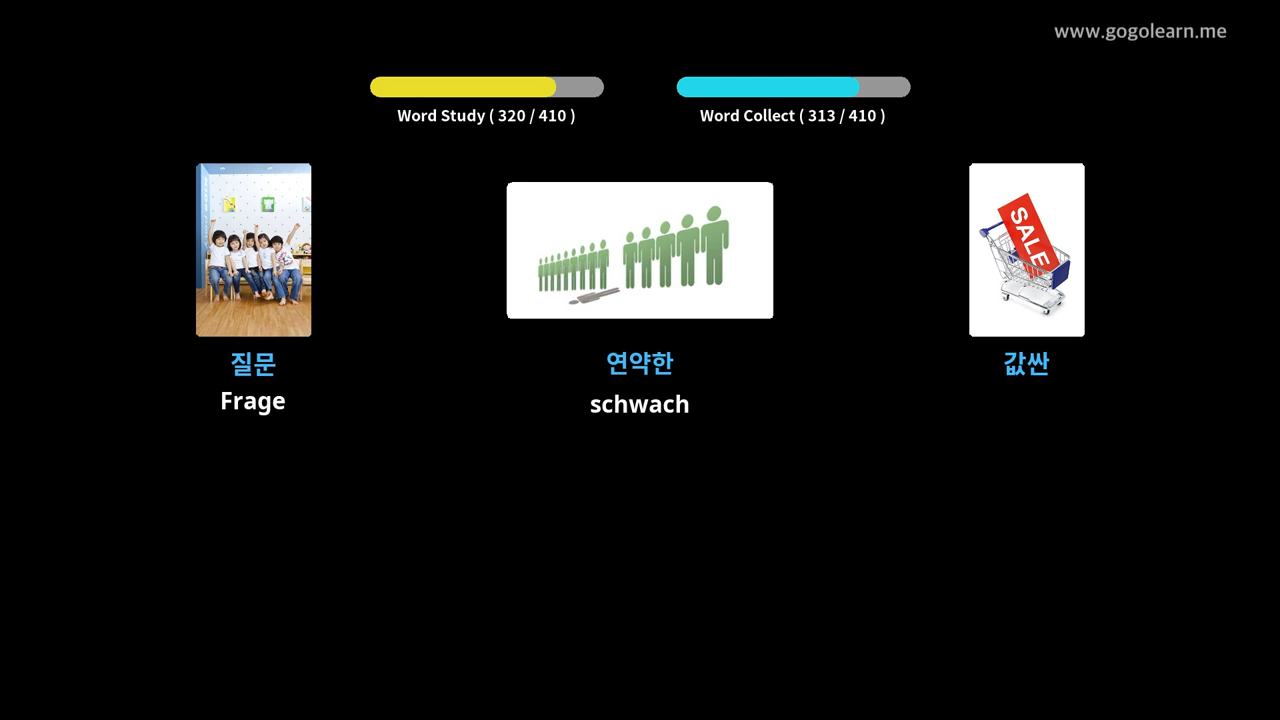 www.gogolearn.me
Word Study ( 320 / 410 )
Word Collect ( 313 / 410 )
SALE
질문
Frage
연약한
schwach
값싼